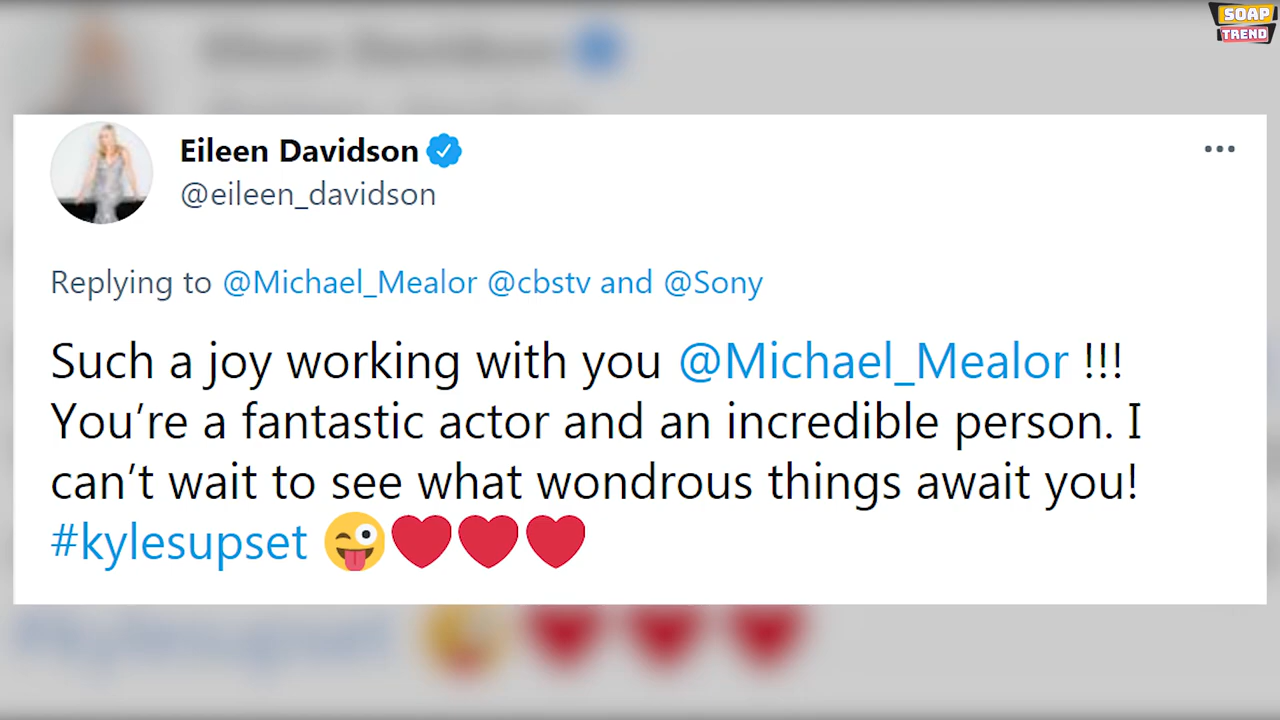 SOAP
TREND
Eileen Davidson
@eileen_davidson
Replying to @Michael_Mealor @cbstv and @Sony
Such a joy working with you @Michael_Mealor !!!
You’re a fantastic actor and an incredible person. I
can’t wait to see what wondrous things await you!
#kylesupset 😜❤️❤️❤️